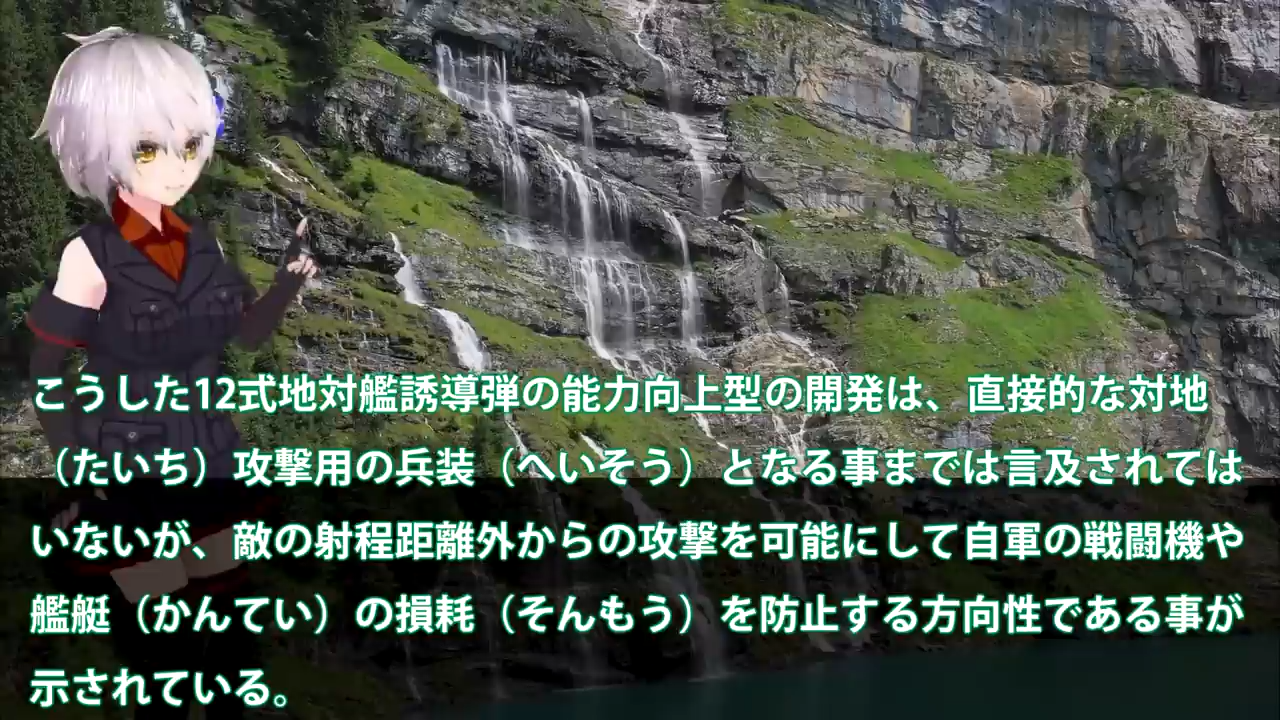 こうした12式地対艦誘導弾の能力向上型の開発は、直接的な対地
（たいち）攻撃用の兵装（へいそう）となる事までは言及されては
いないが、敵の射程距離外からの攻撃を可能にして自軍の戦闘機や
艦艇（かんてい）の損耗（そんもう）を防止する方向性である事が
示されている。